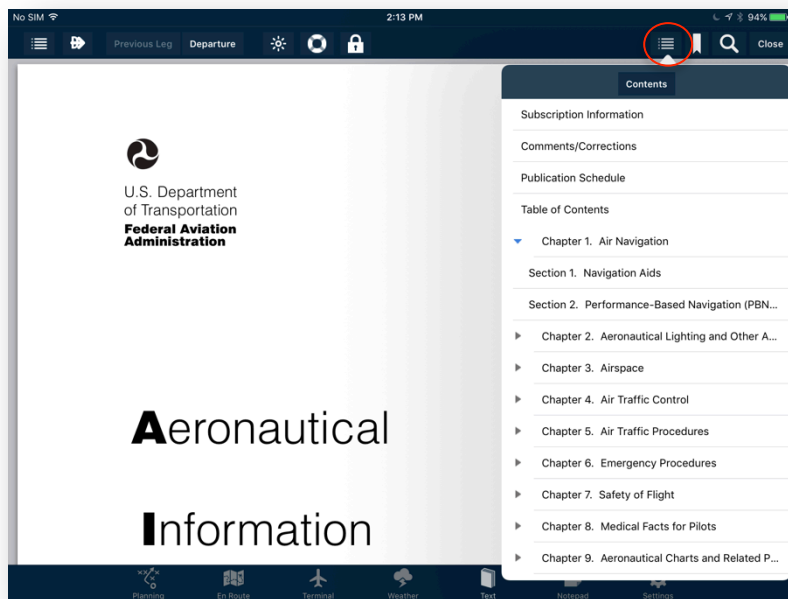 No SIM 2:13 PM 94%
Previous Leg Departure Close
Contents
Subscription Information
Comments/Corrections
Publication Schedule
Table of Contents
Chapter 1. Air Navigation
Section 1. Navigation Aids
Section 2. Performance-Based Navigation (PBN...
Chapter 2. Aeronautical Lighting and Other A...
Chapter 3. Airspace
Chapter 4. Air Traffic Control
Chapter 5. Air Traffic Procedures
Chapter 6. Emergency Procedures
Chapter 7. Safety of Flight
Chapter 8. Medical Facts for Pilots
Chapter 9. Aeronautical Charts and Related P...
U.S. Department
of Transportation
Federal Aviation
Administration
Aeronautical
Information
Planning En Route Terminal Weather Text Notepad Settings